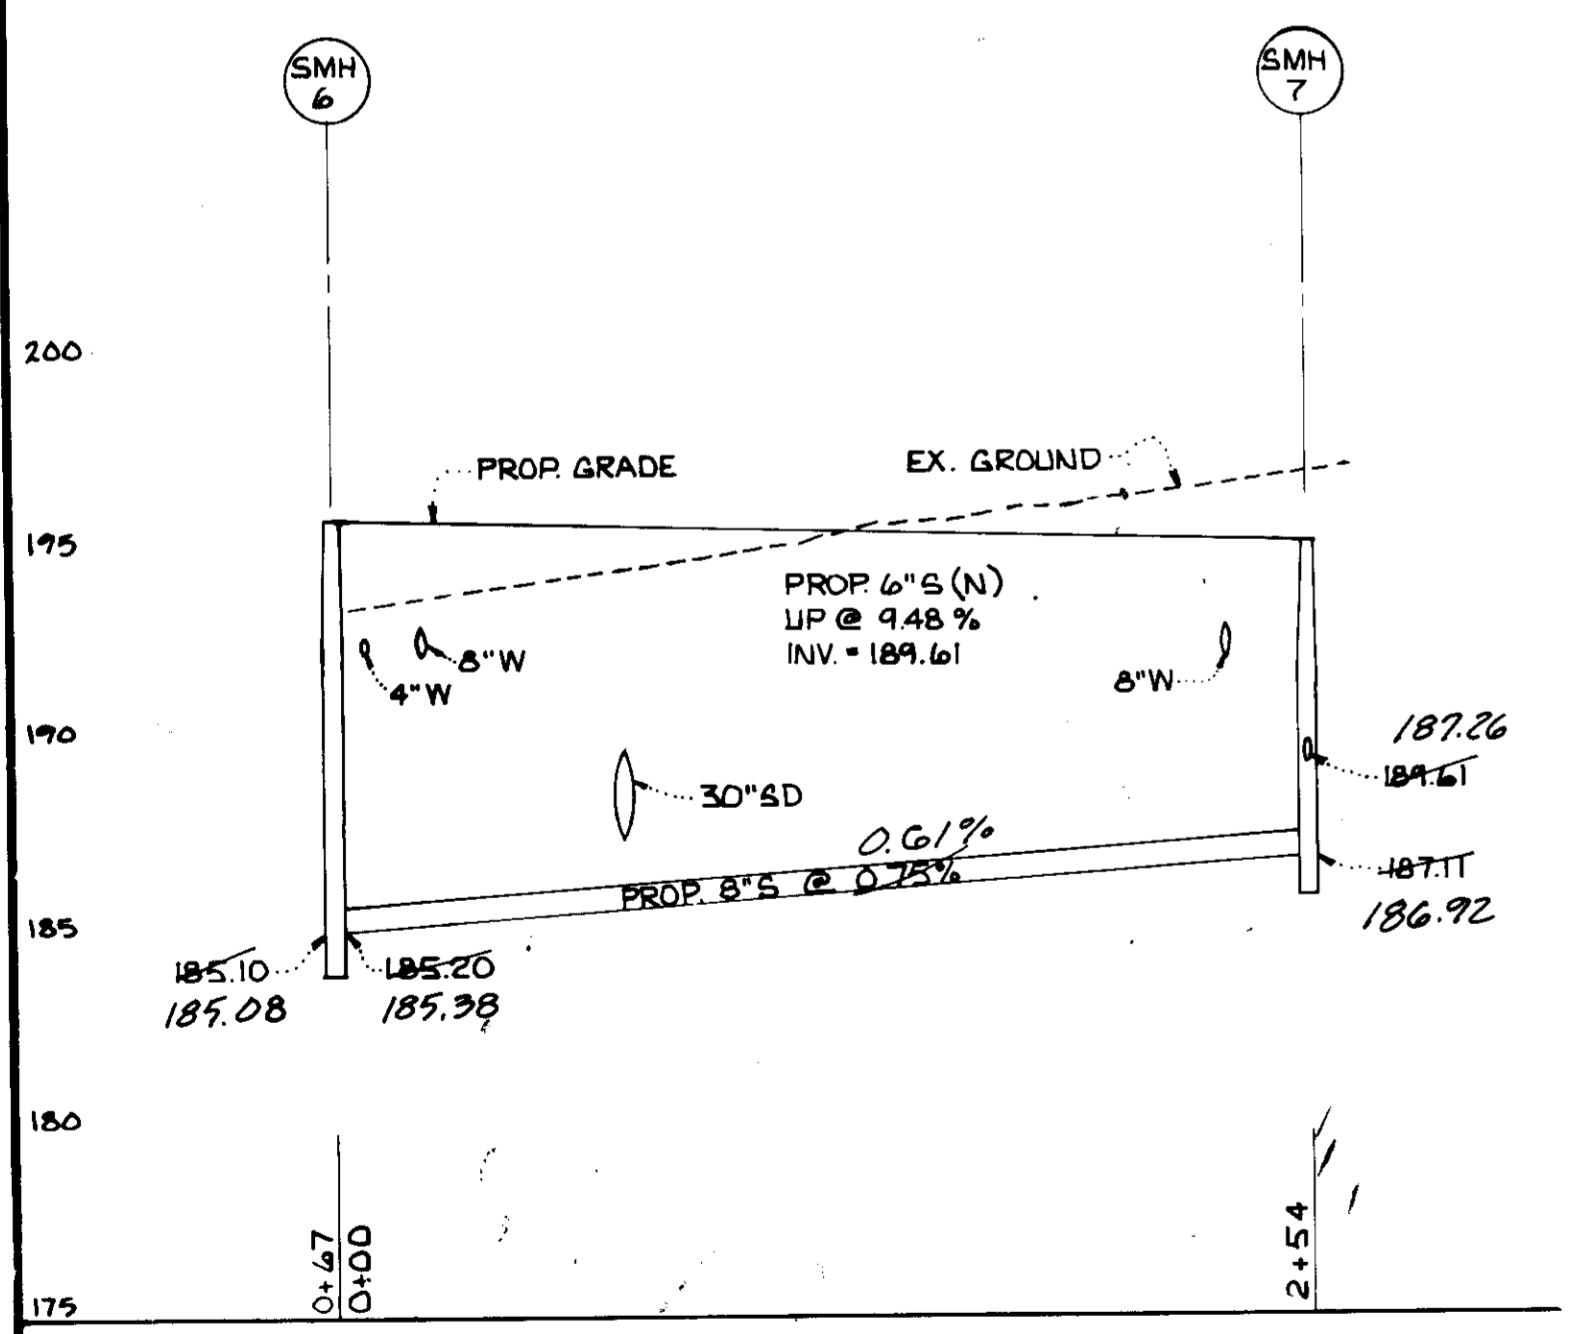 SMH
6
SMH
7
200
PROP. GRADE
EX. GROUND
195
PROP. 6"S (N)
UP @ 9.48 %
INV. = 189.61
8"W
4"W
8"W
190
187.26
189.61
30"SD
0.61%
PROP. 8"S @ 0.75%
187.11
186.92
185
185.10
185.20
185.08
185.38
180
0+67
0+00
2+54
175